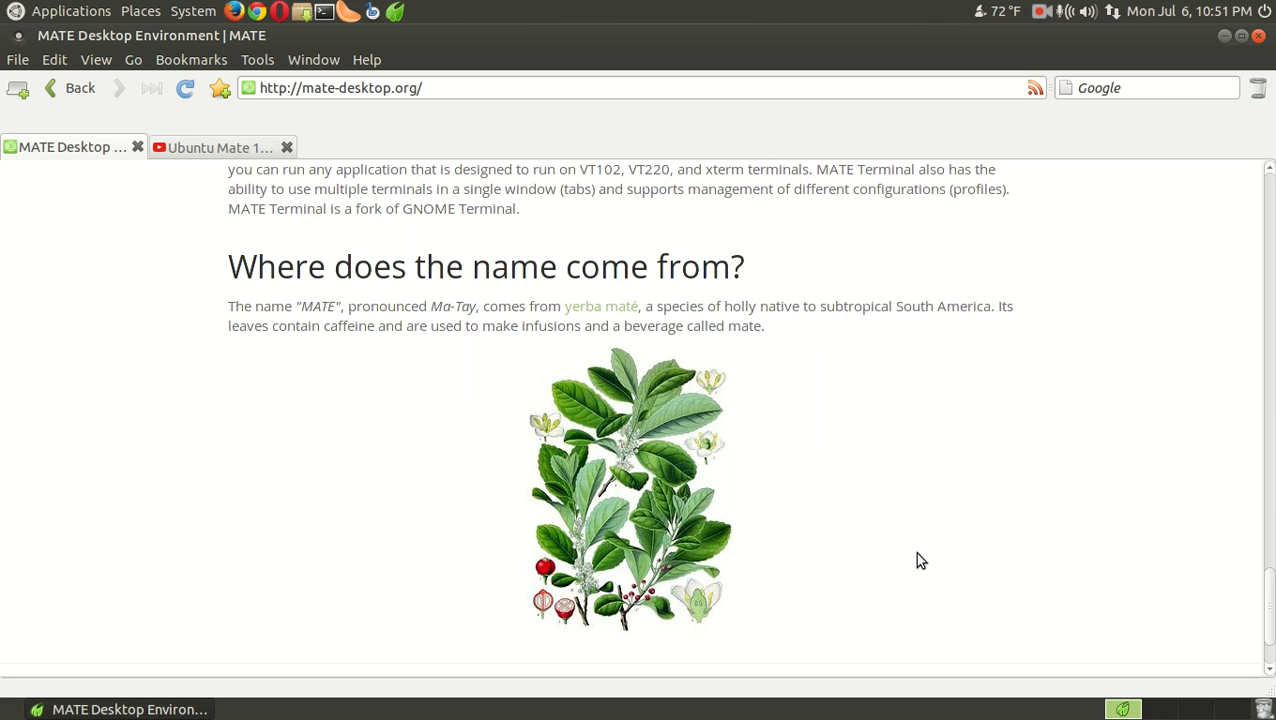 Applications Places System 72 °F Mon Jul 6, 10:51 PM
MATE Desktop Environment | MATE
File Edit View Go Bookmarks Tools Window Help
Back http://mate-desktop.org/ Google
MATE Desktop ... Ubuntu Mate 1...
you can run any application that is designed to run on VT102, VT220, and xterm terminals. MATE Terminal also has the
ability to use multiple terminals in a single window (tabs) and supports management of different configurations (profiles).
MATE Terminal is a fork of GNOME Terminal.
Where does the name come from?
The name "MATE", pronounced Ma-Tay, comes from yerba maté, a species of holly native to subtropical South America. Its
leaves contain caffeine and are used to make infusions and a beverage called mate.
MATE Desktop Environ...